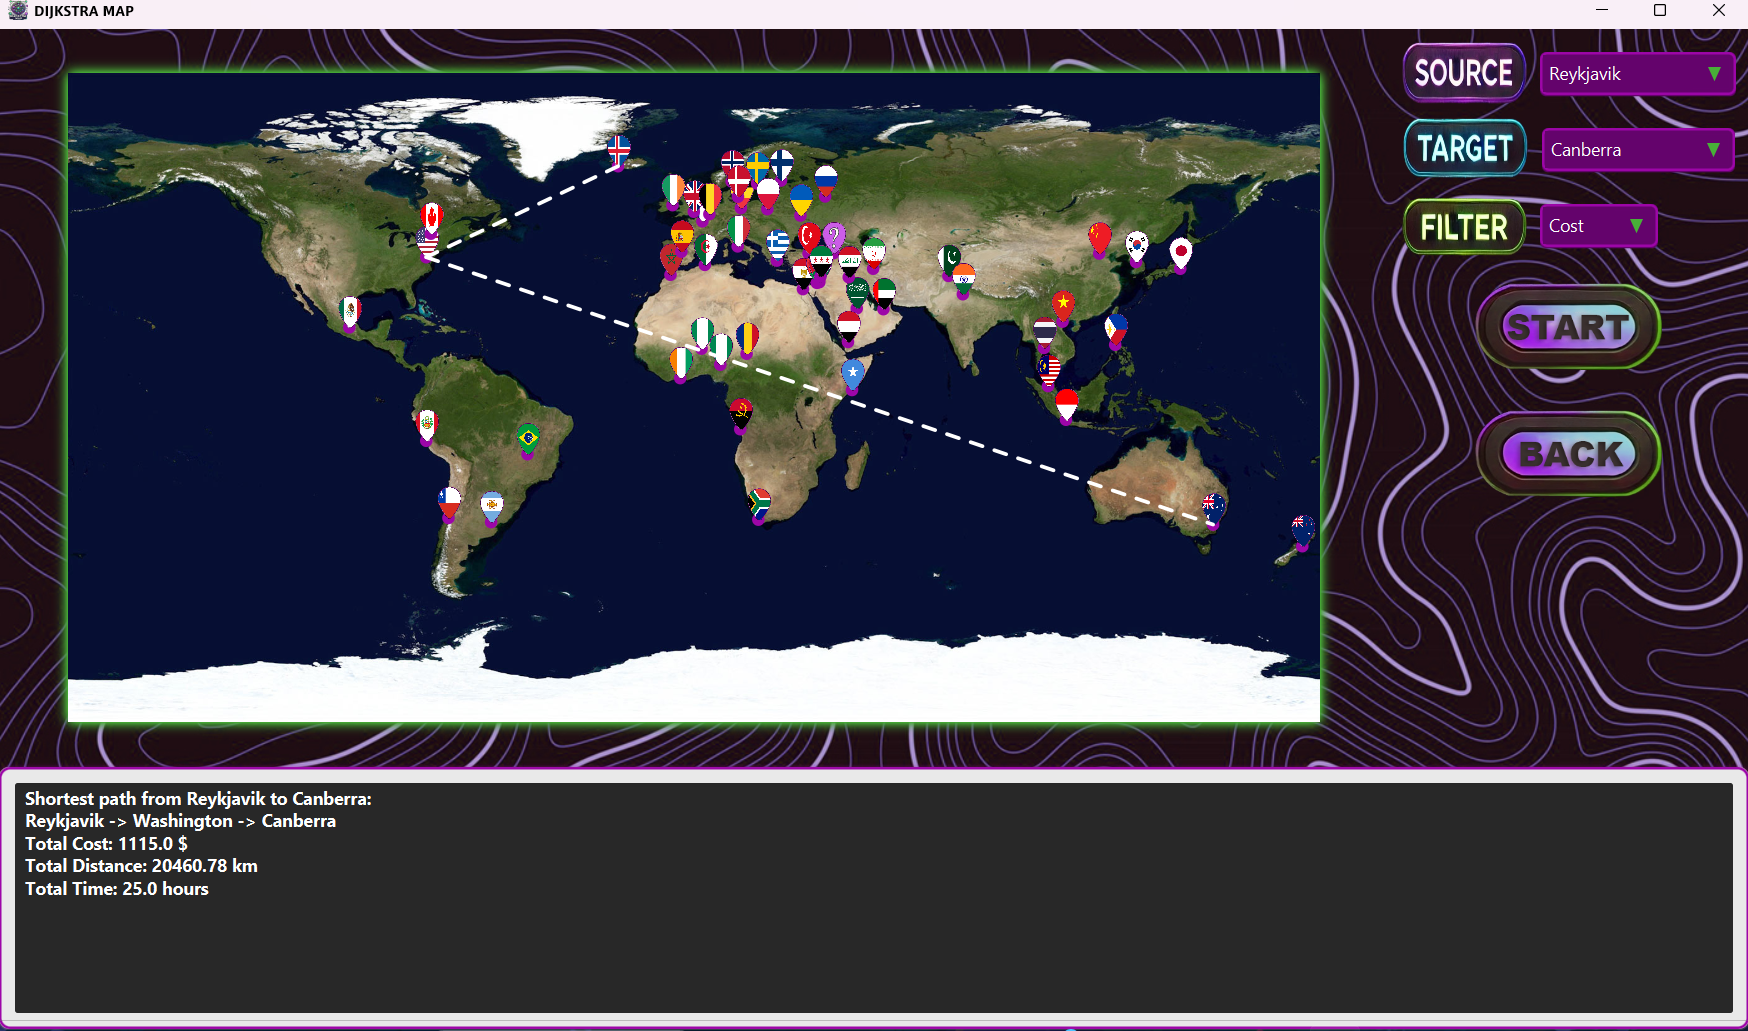 DIJKSTRA MAP
SOURCE
Reykjavik
TARGET
Canberra
FILTER
Cost
START
BACK
?
Shortest path from Reykjavik to Canberra:
Reykjavik -> Washington -> Canberra
Total Cost: 1115.0 $
Total Distance: 20460.78 km
Total Time: 25.0 hours